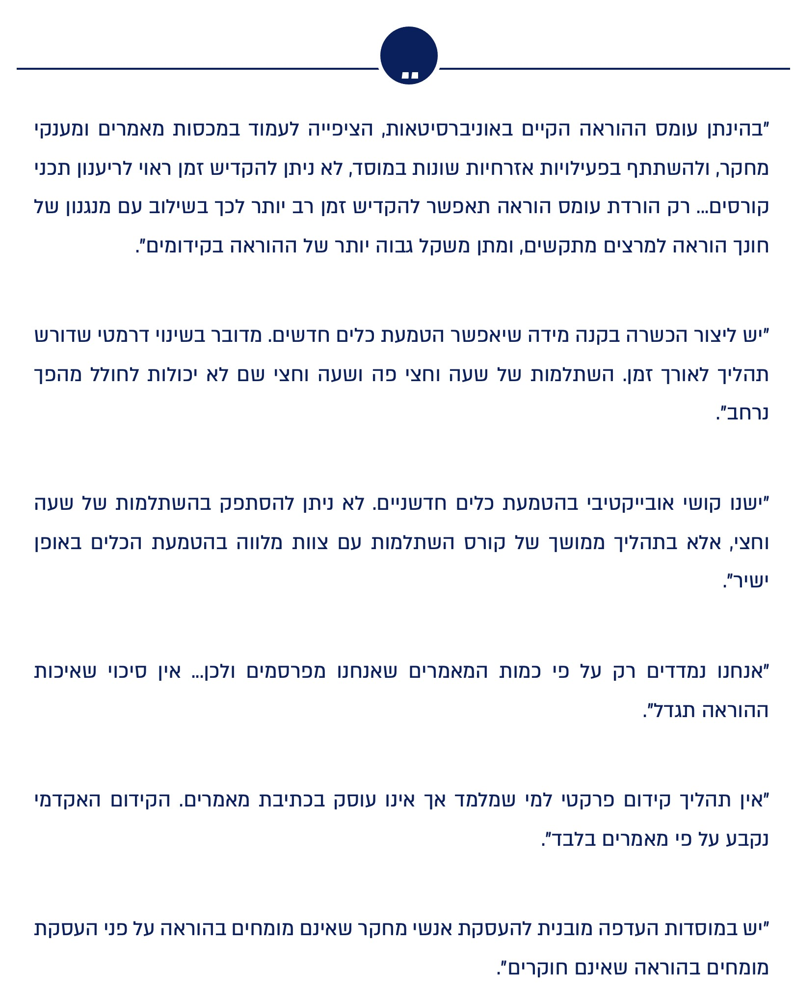 "בהינתן עומס ההוראה הקיים באוניברסיטאות, הציפייה לעמוד במכסות מאמרים ומענקי
מחקר, ולהשתתף בפעילויות אזרחיות שונות במוסד, לא ניתן להקדיש זמן ראוי לריענון תכני
קורסים... רק הורדת עומס הוראה תאפשר להקדיש זמן רב יותר לכך בשילוב עם מנגנון של
חונך הוראה למרצים מתקשים, ומתן משקל גבוה יותר של ההוראה בקידומים".
"יש ליצור הכשרה בקנה מידה שיאפשר הטמעת כלים חדשים. מדובר בשינוי דרמטי שדורש
תהליך לאורך זמן. השתלמות של שעה וחצי פה ושעה וחצי שם לא יכולות לחולל מהפך
נרחב".
"ישנו קושי אובייקטיבי בהטמעת כלים חדשניים. לא ניתן להסתפק בהשתלמות של שעה
וחצי, אלא בתהליך ממושך של קורס השתלמות עם צוות מלווה בהטמעת הכלים באופן
ישיר".
"אנחנו נמדדים רק על פי כמות המאמרים שאנחנו מפרסמים ולכן... אין סיכוי שאיכות
ההוראה תגדל".
"אין תהליך קידום פרקטי למי שמלמד אך אינו עוסק בכתיבת מאמרים. הקידום האקדמי
נקבע על פי מאמרים בלבד".
"יש במוסדות העדפה מובנית להעסקת אנשי מחקר שאינם מומחים בהוראה על פני העסקת
מומחים בהוראה שאינם חוקרים".